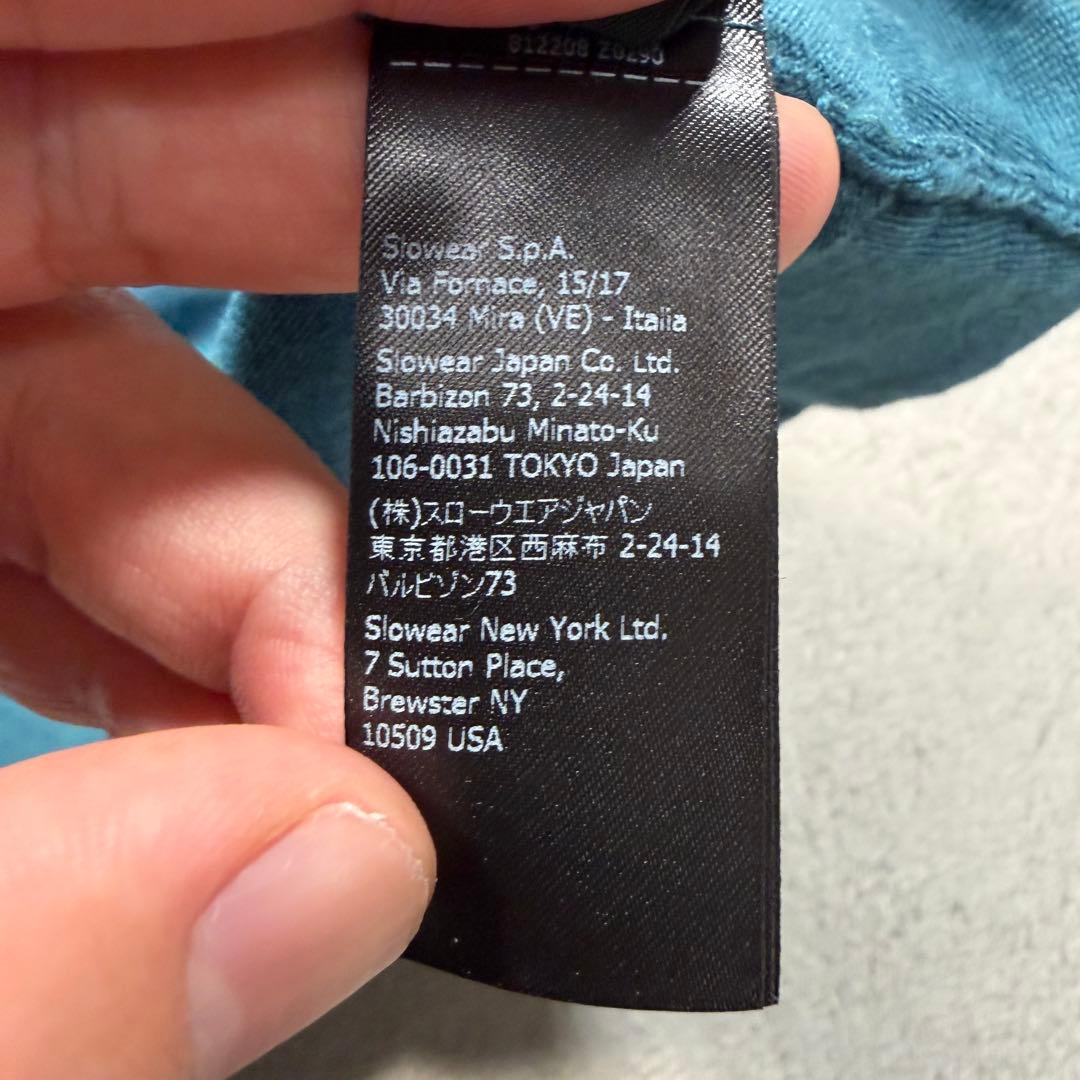 812208 Z0290
Slowear S.p.A.
Via Fornace, 15/17
30034 Mira (VE) - Italia
Slowear Japan Co. Ltd.
Barbizon 73, 2-24-14
Nishiazabu Minato-Ku
106-0031 TOKYO Japan
(株)スローウエアジャパン
東京都港区西麻布 2-24-14
バルビゾン73
Slowear New York Ltd.
7 Sutton Place,
Brewster NY
10509 USA